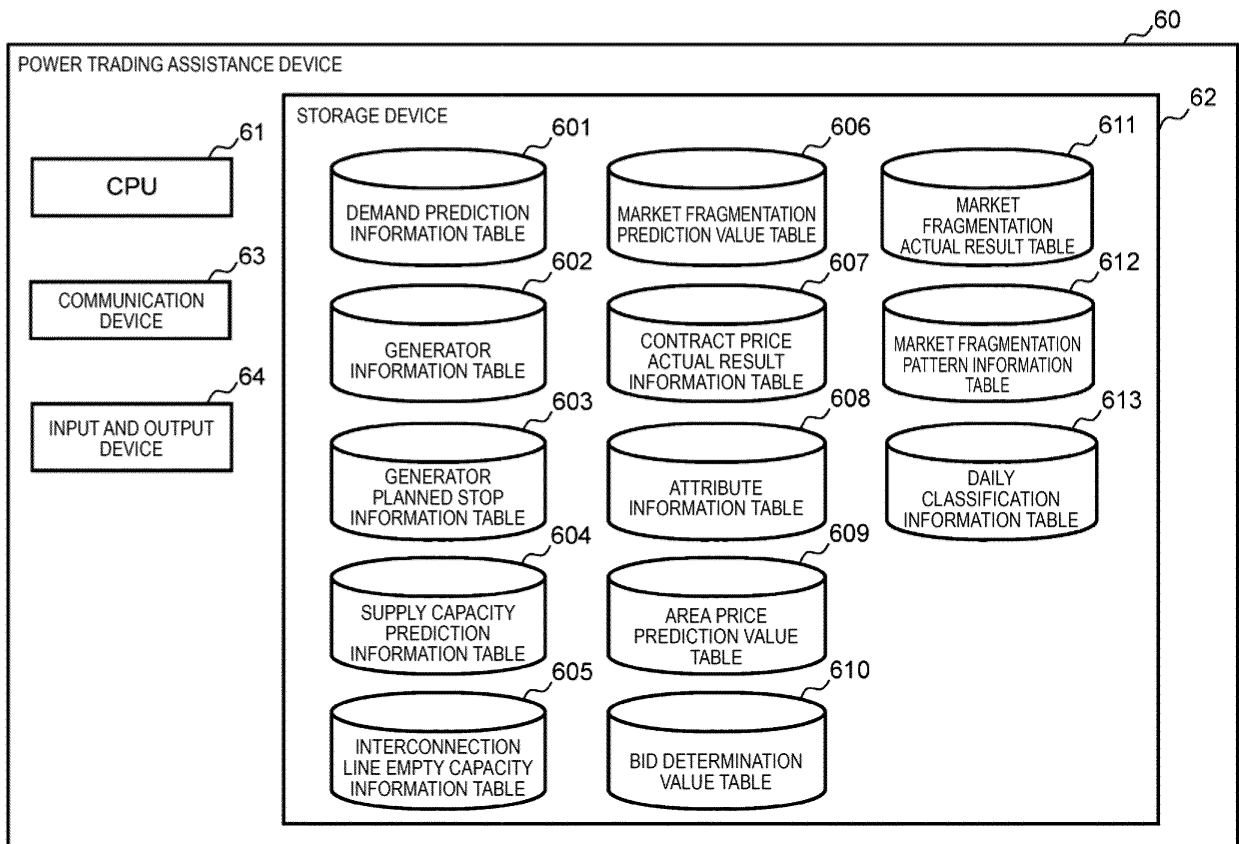 60
POWER TRADING ASSISTANCE DEVICE
62
STORAGE DEVICE
61
CPU
63
COMMUNICATION
DEVICE
64
INPUT AND OUTPUT
DEVICE
601
DEMAND PREDICTION
INFORMATION TABLE
602
GENERATOR
INFORMATION TABLE
603
GENERATOR
PLANNED STOP
INFORMATION TABLE
604
SUPPLY CAPACITY
PREDICTION
INFORMATION TABLE
605
INTERCONNECTION
LINE EMPTY CAPACITY
INFORMATION TABLE
606
MARKET FRAGMENTATION
PREDICTION VALUE TABLE
607
CONTRACT PRICE
ACTUAL RESULT
INFORMATION TABLE
608
ATTRIBUTE
INFORMATION TABLE
609
AREA PRICE
PREDICTION VALUE
TABLE
610
BID DETERMINATION
VALUE TABLE
611
MARKET
FRAGMENTATION
ACTUAL RESULT TABLE
612
MARKET FRAGMENTATION
PATTERN INFORMATION
TABLE
613
DAILY
CLASSIFICATION
INFORMATION TABLE